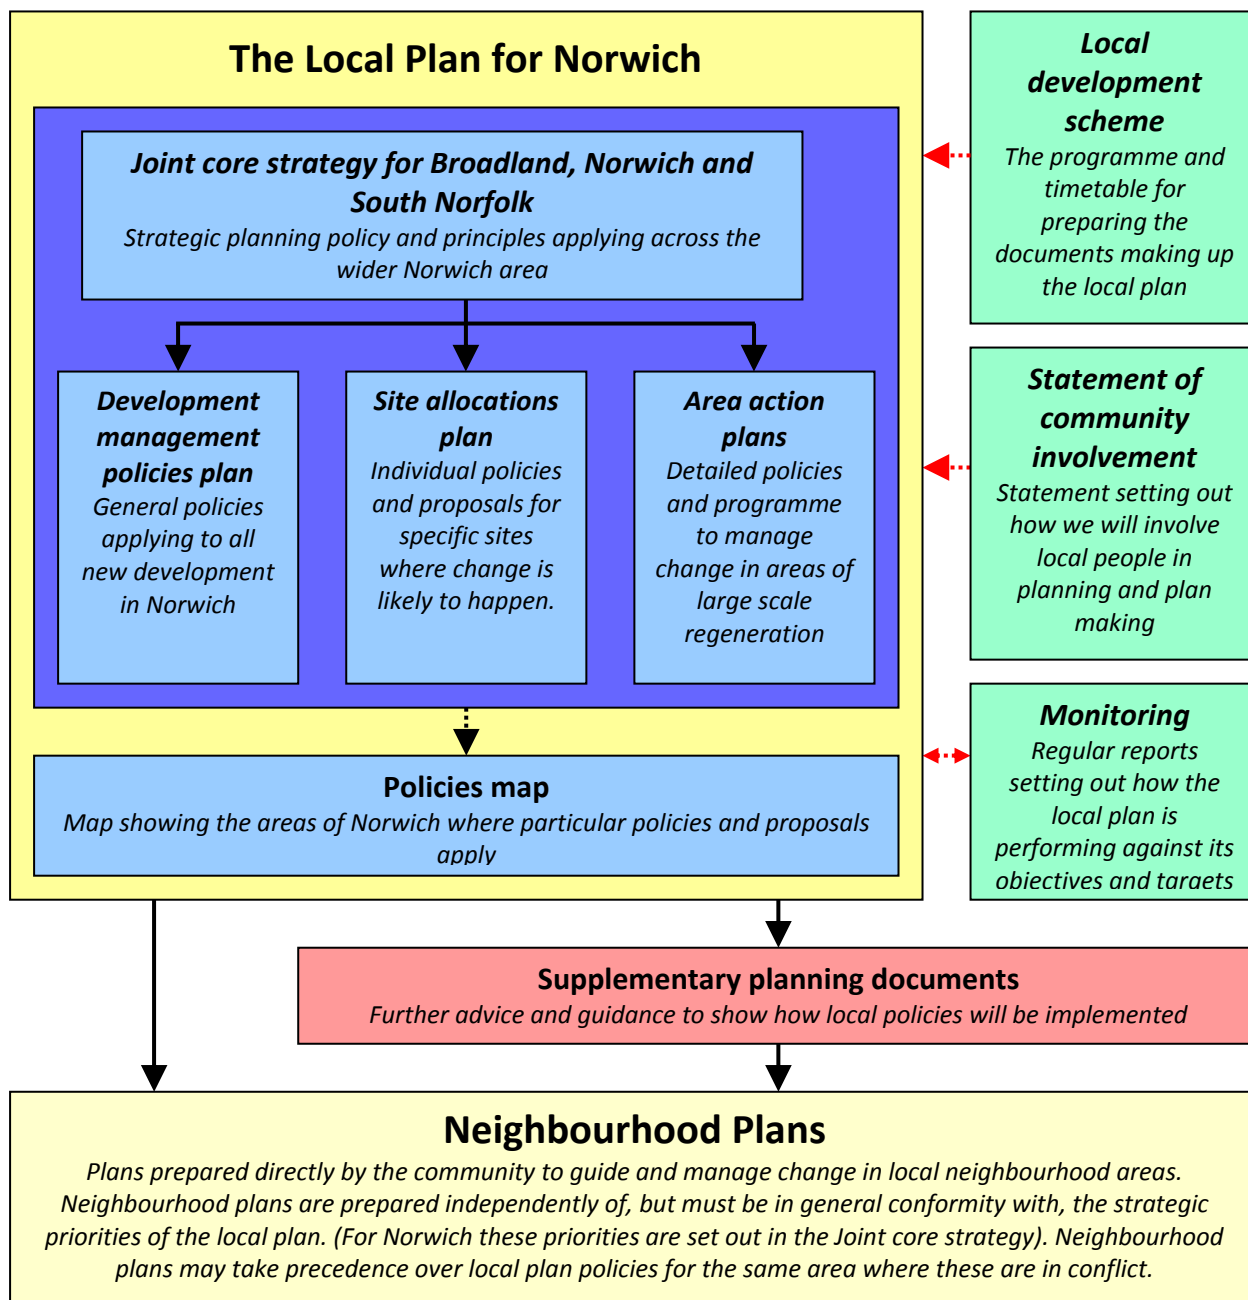 The Local Plan for Norwich
Joint core strategy for Broadland, Norwich and
South Norfolk
Strategic planning policy and principles applying across the
wider Norwich area
Development
management
policies plan
General policies
applying to all
new development
in Norwich
Site allocations
plan
Individual policies
and proposals for
specific sites
where change is
likely to happen.
Area action
plans
Detailed policies
and programme
to manage
change in areas of
large scale
regeneration
Policies map
Map showing the areas of Norwich where particular policies and proposals
apply
Local
development
scheme
The programme and
timetable for
preparing the
documents making up
the local plan
Statement of
community
involvement
Statement setting out
how we will involve
local people in
planning and plan
making
Monitoring
Regular reports
setting out how the
local plan is
performing against its
objectives and targets
Supplementary planning documents
Further advice and guidance to show how local policies will be implemented
Neighbourhood Plans
Plans prepared directly by the community to guide and manage change in local neighbourhood areas.
Neighbourhood plans are prepared independently of, but must be in general conformity with, the strategic
priorities of the local plan. (For Norwich these priorities are set out in the Joint core strategy). Neighbourhood
plans may take precedence over local plan policies for the same area where these are in conflict.